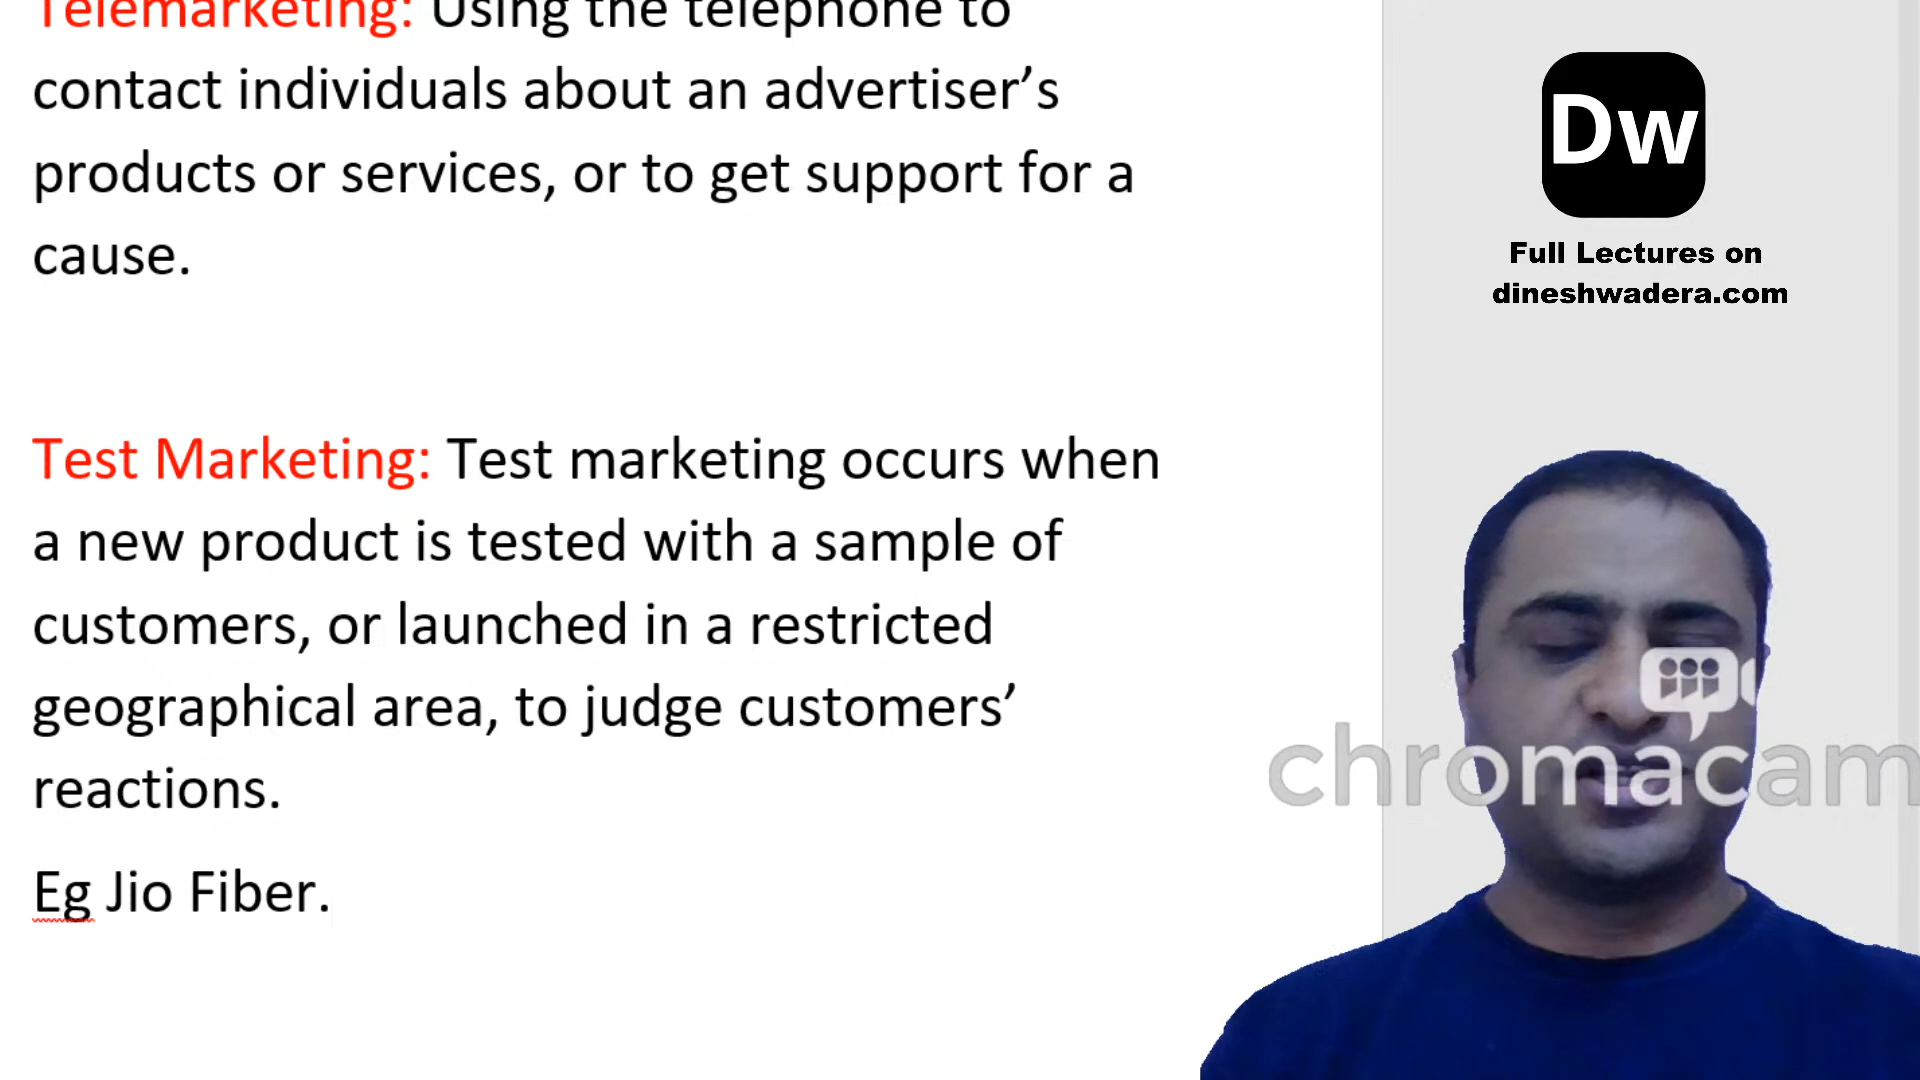 Telemarketing: Using the telephone to
contact individuals about an advertiser’s
products or services, or to get support for a
cause.
Test Marketing: Test marketing occurs when
a new product is tested with a sample of
customers, or launched in a restricted
geographical area, to judge customers’
reactions.
Eg Jio Fiber.
Dw
Full Lectures on
dineshwadera.com
chromacam